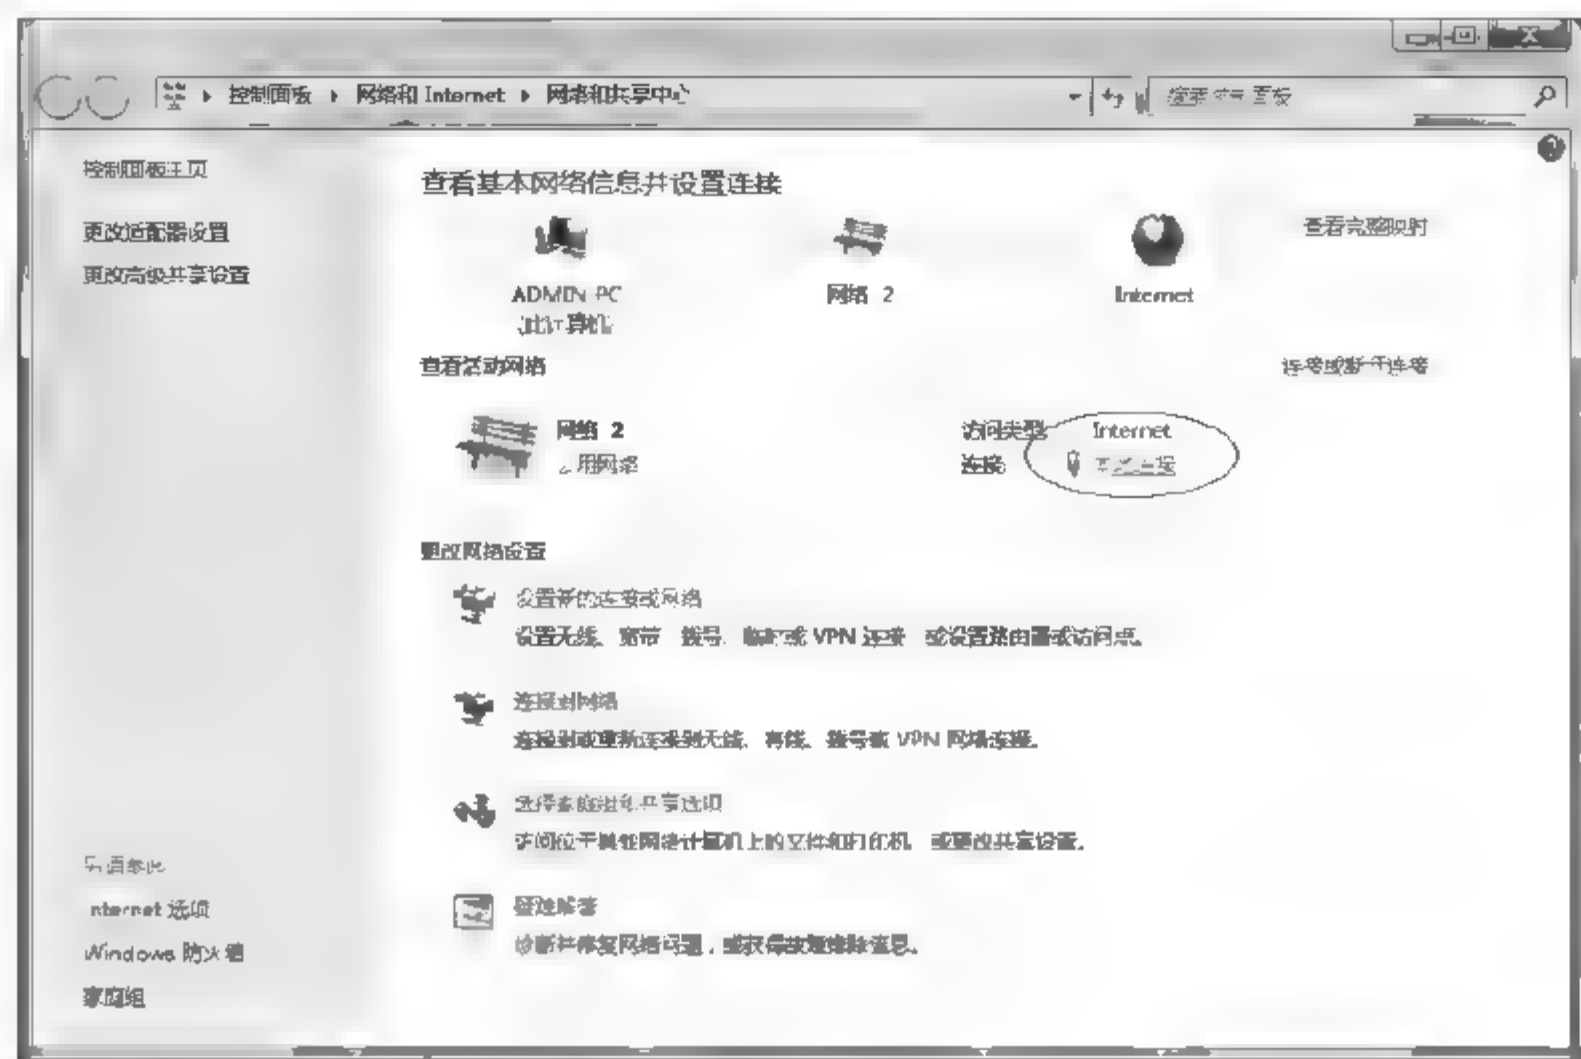 控制面板 ▸ 网络和 Internet ▸ 网络和共享中心
搜索控制面板
控制面板主页
更改适配器设置
更改高级共享设置
查看基本网络信息并设置连接
查看完整映射
ADMIN-PC
(此计算机)
网络 2
Internet
查看活动网络
连接或断开连接
网络 2
公用网络
访问类型: Internet
连接: 本地连接
更改网络设置
设置新的连接或网络
设置无线、宽带、拨号、临时或 VPN 连接;或设置路由器或访问点。
连接到网络
连接到或重新连接到无线、有线、拨号或 VPN 网络连接。
选择家庭组和共享选项
访问位于其他网络计算机上的文件和打印机,或更改共享设置。
疑难解答
诊断并修复网络问题,或获得故障排除信息。
另请参阅
Internet 选项
Windows 防火墙
家庭组